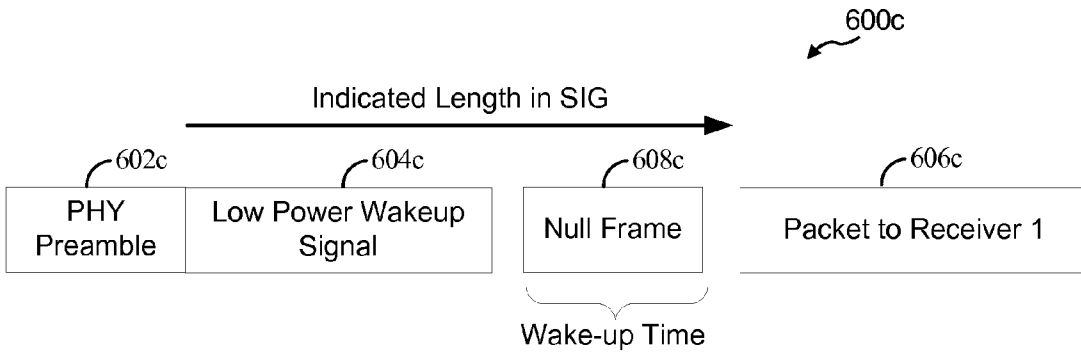 600c
Indicated Length in SIG
602c
604c
608c
606c
PHY
Preamble
Low Power Wakeup
Signal
Null Frame
Packet to Receiver 1
Wake-up Time